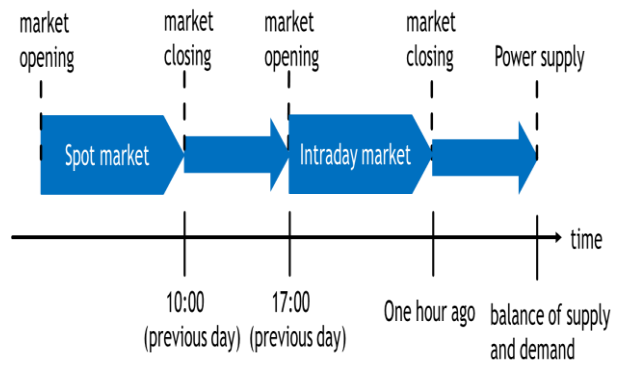 market
opening
market
closing
market
opening
market
closing
Power supply
Spot market
Intraday market
time
10:00
(previous day)
17:00
(previous day)
One hour ago
balance of supply
and demand